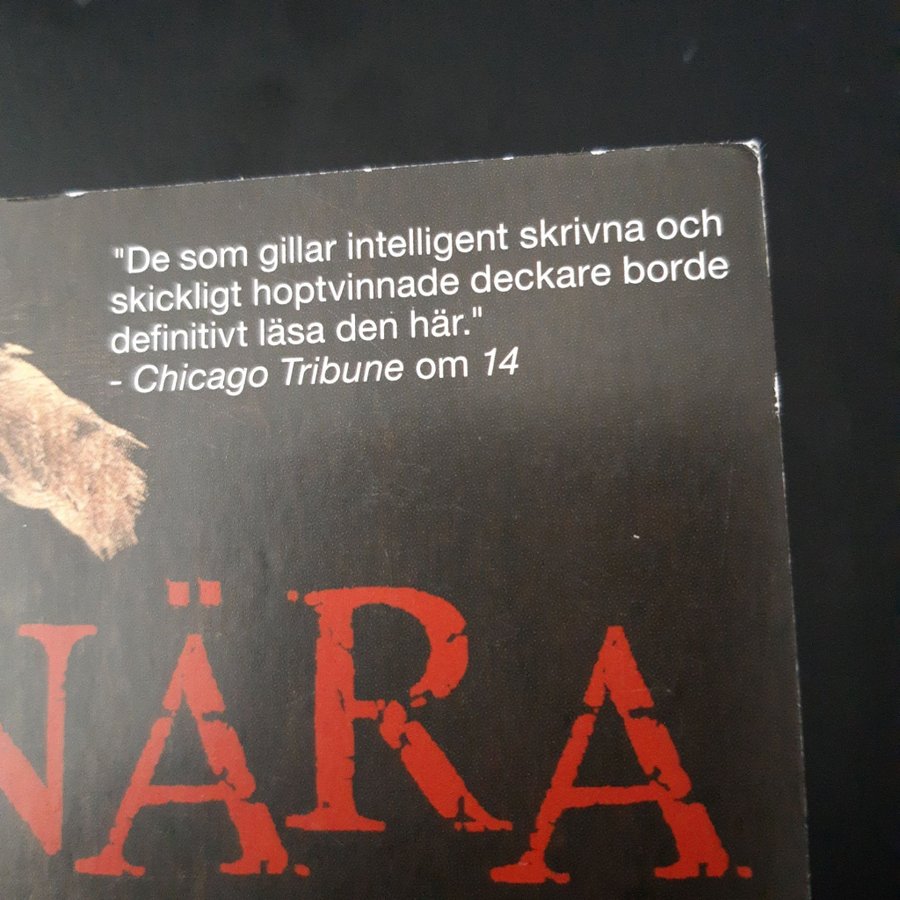 "De som gillar intelligent skrivna och
skickligt hoptvinnade deckare borde
definitivt läsa den här."
- Chicago Tribune om 14
NÄRA